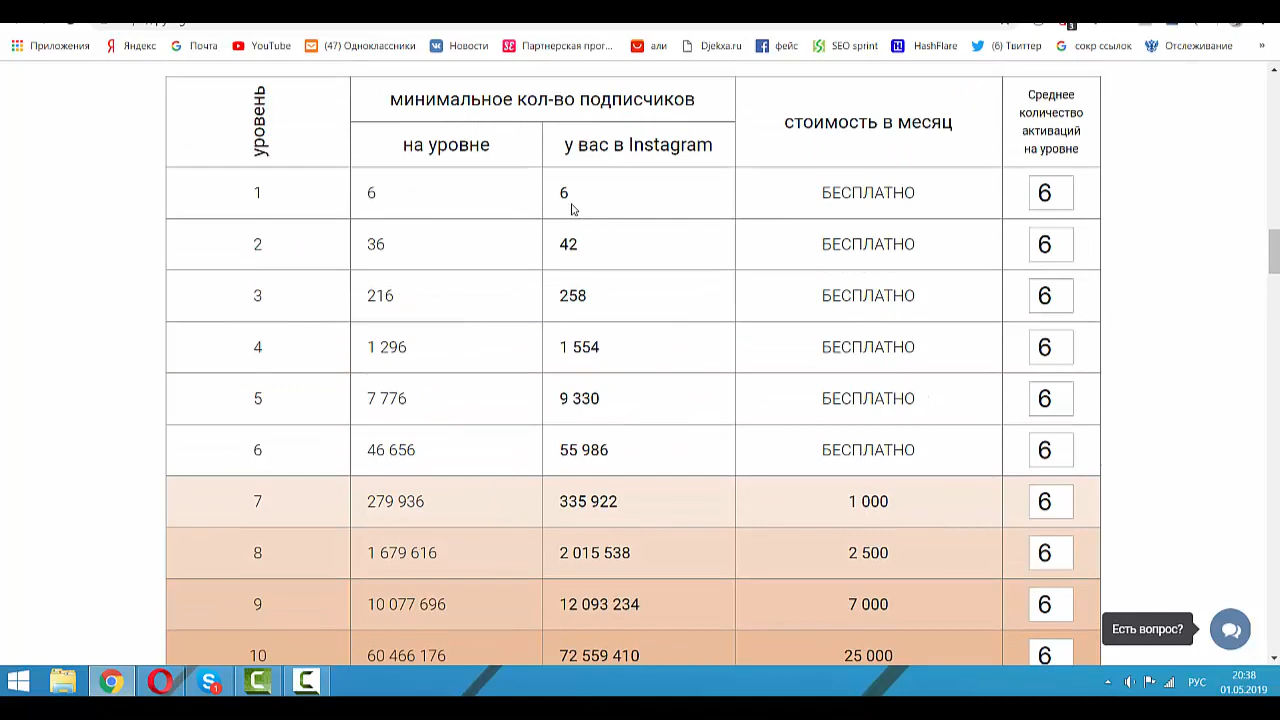 Приложения Яндекс Почта YouTube (47) Одноклассники Новости Партнерская прог... али Djekxa.ru фейс SEO sprint HashFlare (6) Твиттер сокр ссылок Отслеживание »
уровень минимальное кол-во подписчиков стоимость в месяц Среднее
количество
активаций
на уровне
на уровне у вас в Instagram
1 6 6 БЕСПЛАТНО 6
2 36 42 БЕСПЛАТНО 6
3 216 258 БЕСПЛАТНО 6
4 1 296 1 554 БЕСПЛАТНО 6
5 7 776 9 330 БЕСПЛАТНО 6
6 46 656 55 986 БЕСПЛАТНО 6
7 279 936 335 922 1 000 6
8 1 679 616 2 015 538 2 500 6
9 10 077 696 12 093 234 7 000 6
10 60 466 176 72 559 410 25 000 6
Есть вопрос?
РУС 20:38
01.05.2019